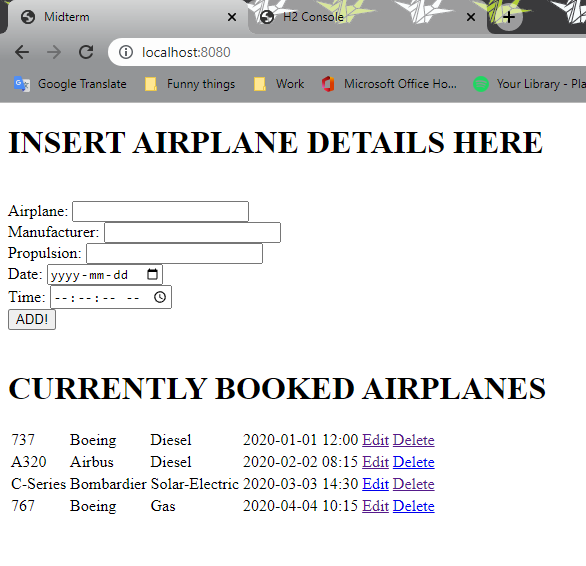 Midterm
H2 Console
localhost:8080
Google Translate Funny things Work Microsoft Office Ho... Your Library - Pla
INSERT AIRPLANE DETAILS HERE
Airplane:
Manufacturer:
Propulsion:
Date: yyyy-mm-dd
Time: --:--:-- --
ADD!
CURRENTLY BOOKED AIRPLANES
737 Boeing Diesel 2020-01-01 12:00 Edit Delete
A320 Airbus Diesel 2020-02-02 08:15 Edit Delete
C-Series Bombardier Solar-Electric 2020-03-03 14:30 Edit Delete
767 Boeing Gas 2020-04-04 10:15 Edit Delete